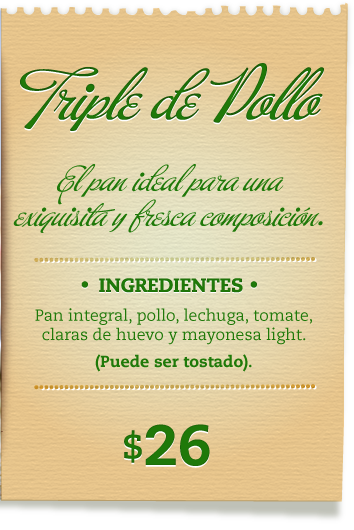 Triple de Pollo
El pan ideal para una
exiquisita y fresca composición.
• INGREDIENTES •
Pan integral, pollo, lechuga, tomate,
claras de huevo y mayonesa light.
(Puede ser tostado).
$26